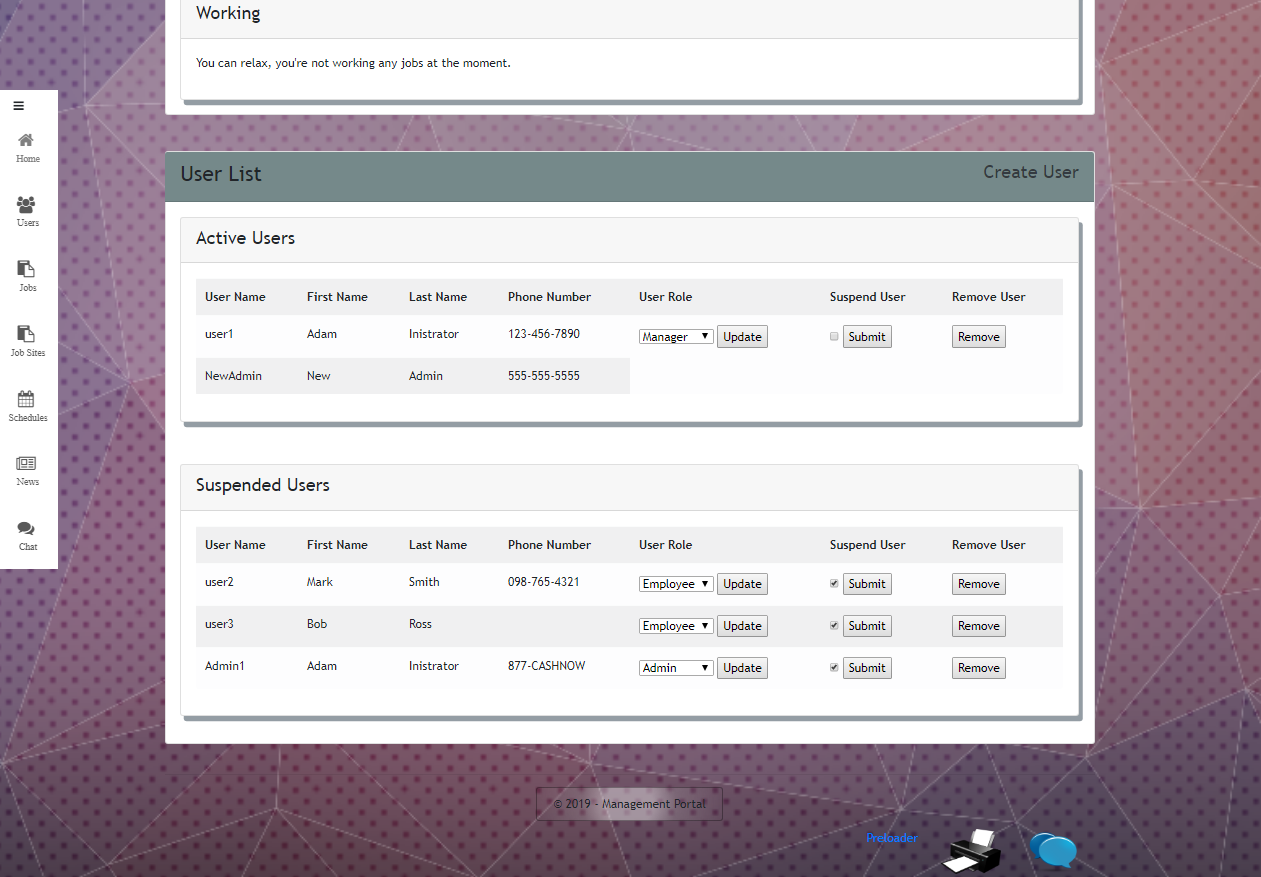 Working
You can relax, you're not working any jobs at the moment.
Home
Users
Jobs
Job Sites
Schedules
News
Chat
User List Create User
Active Users
User Name First Name Last Name Phone Number User Role Suspend User Remove User
user1 Adam Inistrator 123-456-7890 Manager Update Submit Remove
NewAdmin New Admin 555-555-5555
Suspended Users
User Name First Name Last Name Phone Number User Role Suspend User Remove User
user2 Mark Smith 098-765-4321 Employee Update Submit Remove
user3 Bob Ross Employee Update Submit Remove
Admin1 Adam Inistrator 877-CASHNOW Admin Update Submit Remove
© 2019 - Management Portal
Preloader